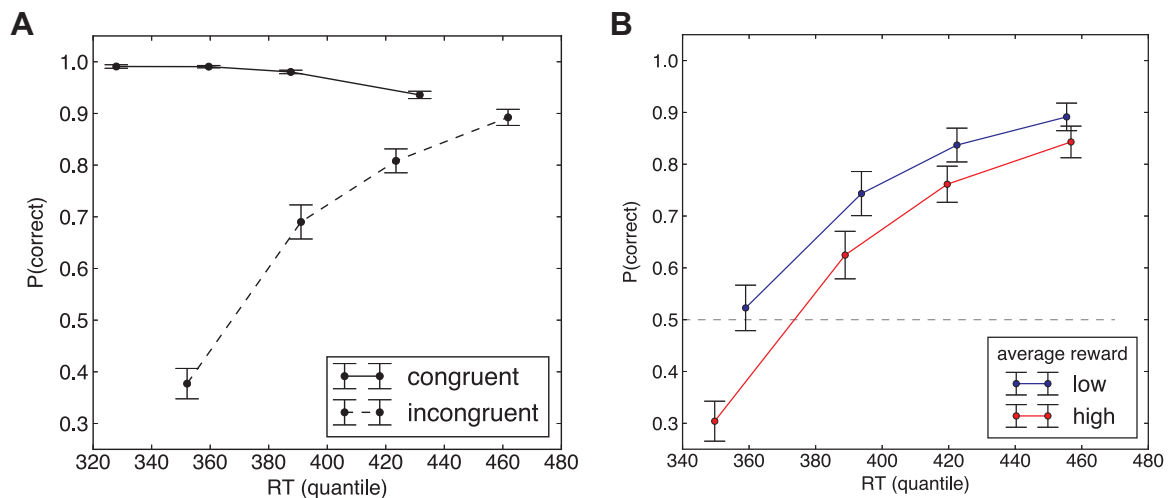 A
1.0
0.9
0.8
0.7
0.6
0.5
0.4
0.3
P(correct)
320 340 360 380 400 420 440 460 480
RT (quantile)
congruent
incongruent
B
1.0
0.9
0.8
0.7
0.6
0.5
0.4
0.3
P(correct)
340 360 380 400 420 440 460 480
RT (quantile)
average reward
low
high